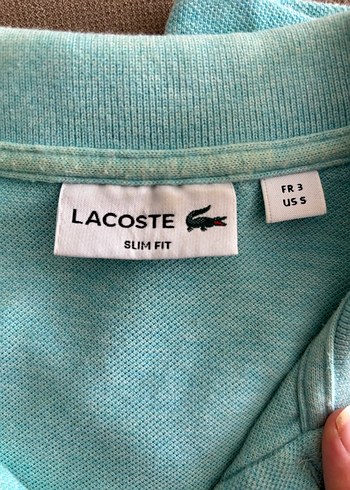 LACOSTE
SLIM FIT
FR 3
US S